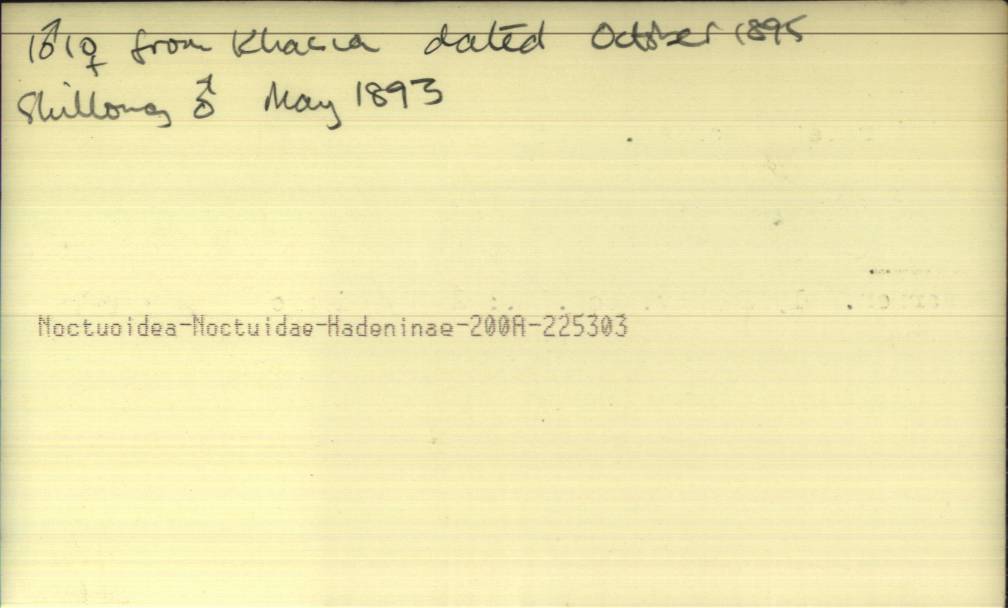 1♂1♀ from Khasia dated October 1895
Shillong ♂ May 1893
Noctuoidea-Noctuidae-Hadeninae-200A-225303